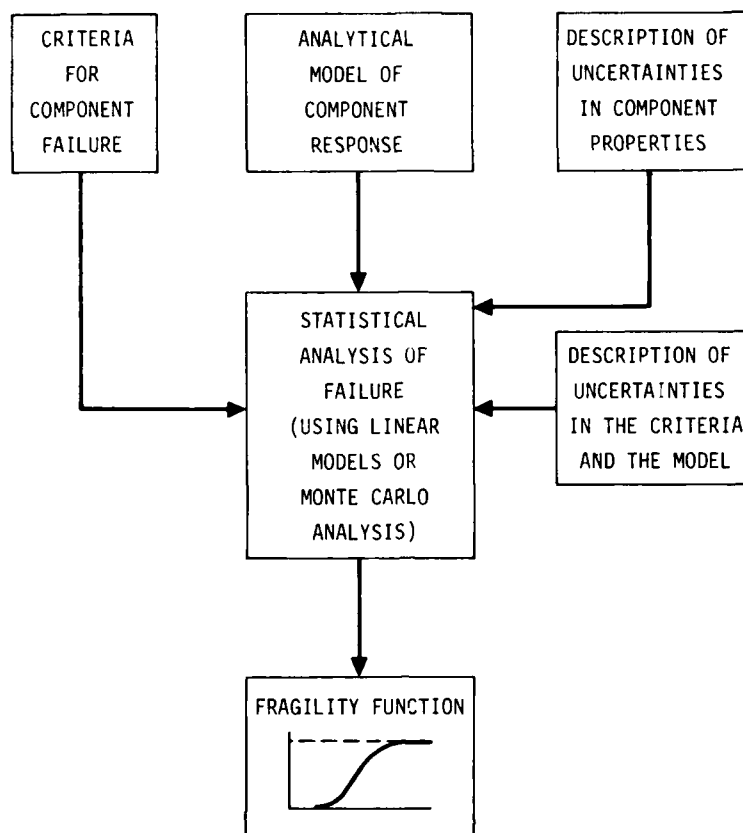 CRITERIA
FOR
COMPONENT
FAILURE
ANALYTICAL
MODEL OF
COMPONENT
RESPONSE
DESCRIPTION OF
UNCERTAINTIES
IN COMPONENT
PROPERTIES
STATISTICAL
ANALYSIS OF
FAILURE
(USING LINEAR
MODELS OR
MONTE CARLO
ANALYSIS)
DESCRIPTION OF
UNCERTAINTIES
IN THE CRITERIA
AND THE MODEL
FRAGILITY FUNCTION